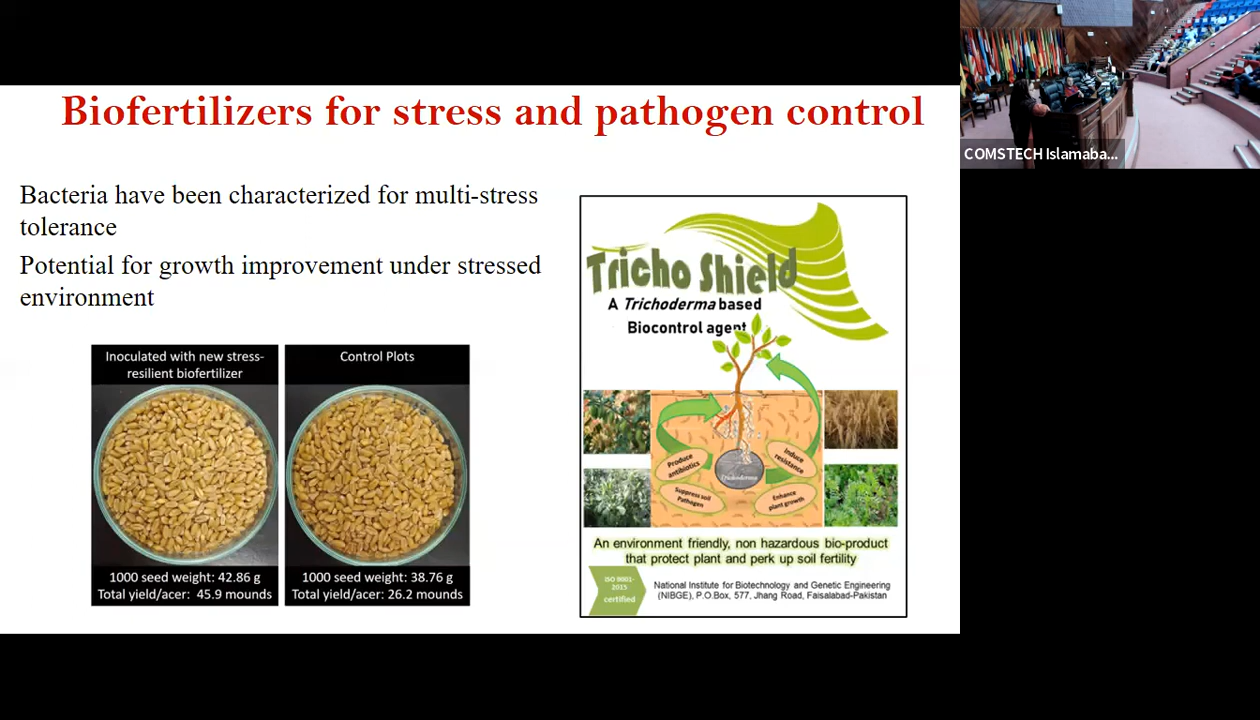 Biofertilizers for stress and pathogen control
COMSTECH Islamaba...
Bacteria have been characterized for multi-stress
tolerance
Potential for growth improvement under stressed
environment
Inoculated with new stress-
resilient biofertilizer
1000 seed weight: 42.86 g
Total yield/acer: 45.9 mounds
Control Plots
1000 seed weight: 38.76 g
Total yield/acer: 26.2 mounds
Tricho Shield
A Trichoderma based
Biocontrol agent
Produce
antibiotics
Suppress soil
Pathogen
Trichoderma
Induce
resistance
Enhance
plant growth
An environment friendly, non hazardous bio-product
that protect plant and perk up soil fertility
ISO 9001-
2015
certified
National Institute for Biotechnology and Genetic Engineering
(NIBGE), P.O.Box, 577, Jhang Road, Faisalabad-Pakistan